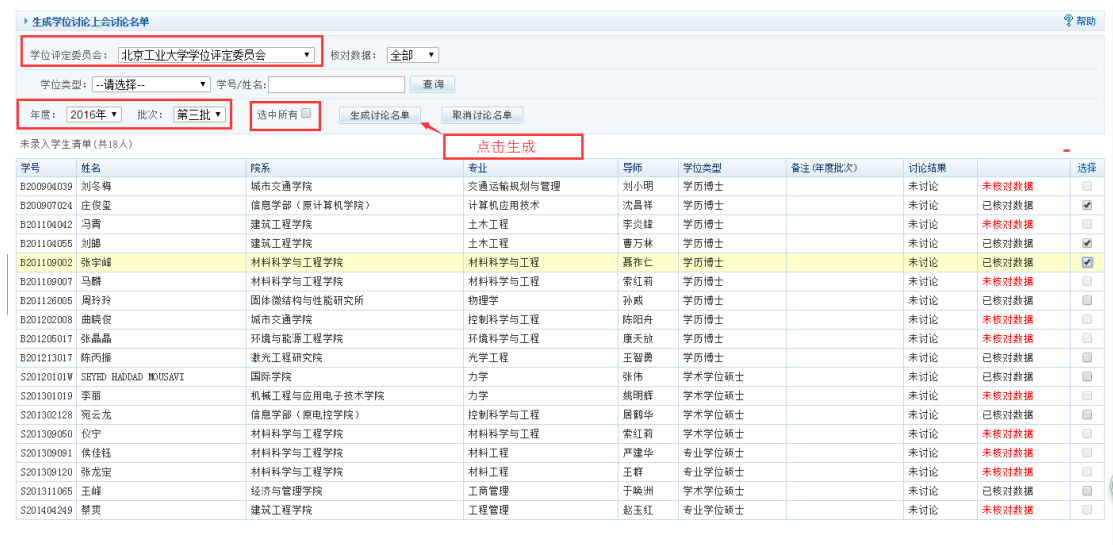 生成学位讨论上会讨论名单 帮助
学位评定委员会： 北京工业大学学位评定委员会 核对数据： 全部
学位类型： --请选择-- 学号/姓名： 查询
年度： 2016年 批次： 第三批 选中所有 生成讨论名单 取消讨论名单
未录入学生清单(共18人) 点击生成
学号 姓名 院系 专业 导师 学位类型 备注(年度批次) 讨论结果 选择
B200904039 刘冬梅 城市交通学院 交通运输规划与管理 刘小明 学历博士 未讨论 未核对数据
B200907024 庄俊玺 信息学部（原计算机学院） 计算机应用技术 沈昌祥 学历博士 未讨论 已核对数据
B201104042 冯霄 建筑工程学院 土木工程 李炎锋 学历博士 未讨论 未核对数据
B201104055 建筑工程学院 土木工程 曹万林 学历博士 未讨论 已核对数据
B201109002 张宇峰 材料科学与工程学院 材料科学与工程 聂祚仁 学历博士 未讨论 已核对数据
B201109007 马麟 材料科学与工程学院 材料科学与工程 索红莉 学历博士 未讨论 未核对数据
B201126005 周玲玲 固体微结构与性能研究所 物理学 孙威 学历博士 未讨论 已核对数据
B201202008 曲晓俊 城市交通学院 控制科学与工程 陈阳舟 学历博士 未讨论 未核对数据
B201205017 张晶晶 环境与能源工程学院 环境科学与工程 康天放 学历博士 未讨论 未核对数据
B201213017 陈丙振 激光工程研究院 光学工程 王智勇 学历博士 未讨论 已核对数据
S20120101W SEYED HADDAD MOUSAVI 国际学院 力学 张伟 学术学位硕士 未讨论 已核对数据
S201301019 李丽 机械工程与应用电子技术学院 力学 姚明辉 学术学位硕士 未讨论 未核对数据
S201302128 宛云龙 信息学部（原电控学院） 控制科学与工程 居鹤华 学术学位硕士 未讨论 已核对数据
S201309050 仪宁 材料科学与工程学院 材料科学与工程 索红莉 学术学位硕士 未讨论 未核对数据
S201309091 侯佳钰 材料科学与工程学院 材料工程 严建华 专业学位硕士 未讨论 未核对数据
S201309120 张龙定 材料科学与工程学院 材料工程 王群 专业学位硕士 未讨论 未核对数据
S201311065 王峰 经济与管理学院 工商管理 于唤洲 学术学位硕士 未讨论 已核对数据
S201404249 蔡爽 建筑工程学院 工程管理 赵玉红 专业学位硕士 未讨论 未核对数据